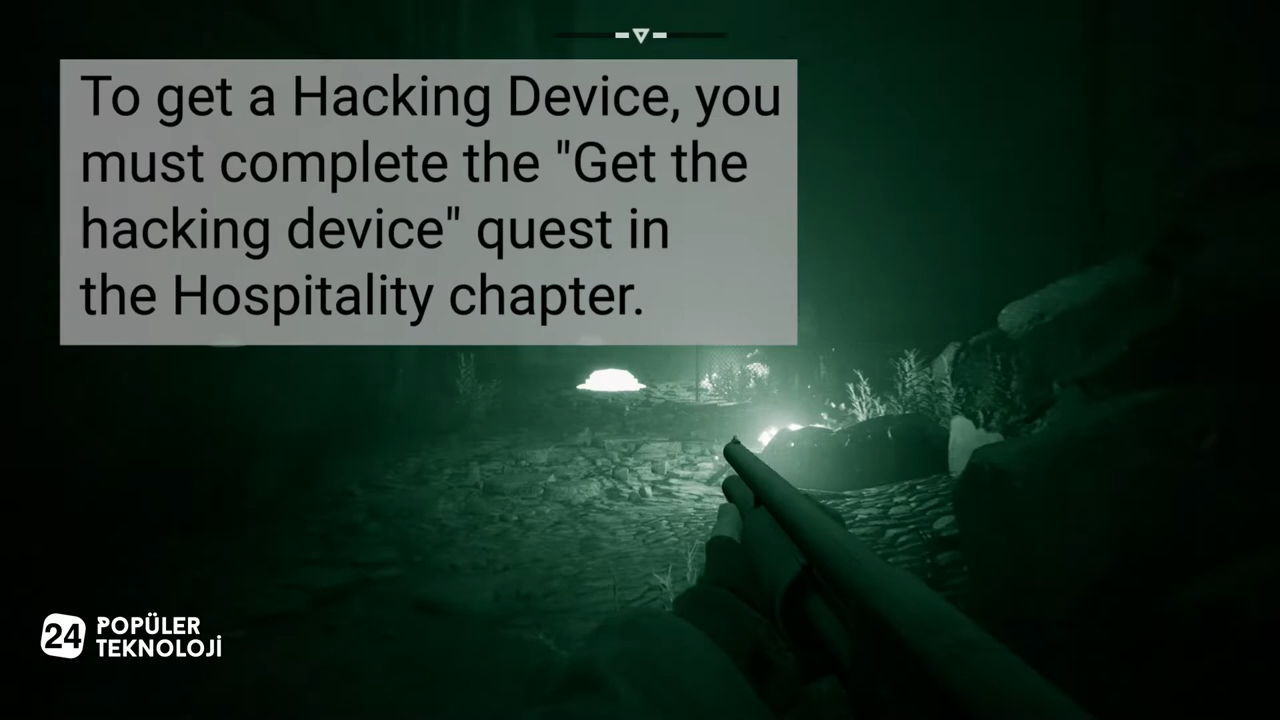 To get a Hacking Device, you
must complete the "Get the
hacking device" quest in
the Hospitality chapter.
24 POPÜLER
TEKNOLOJİ